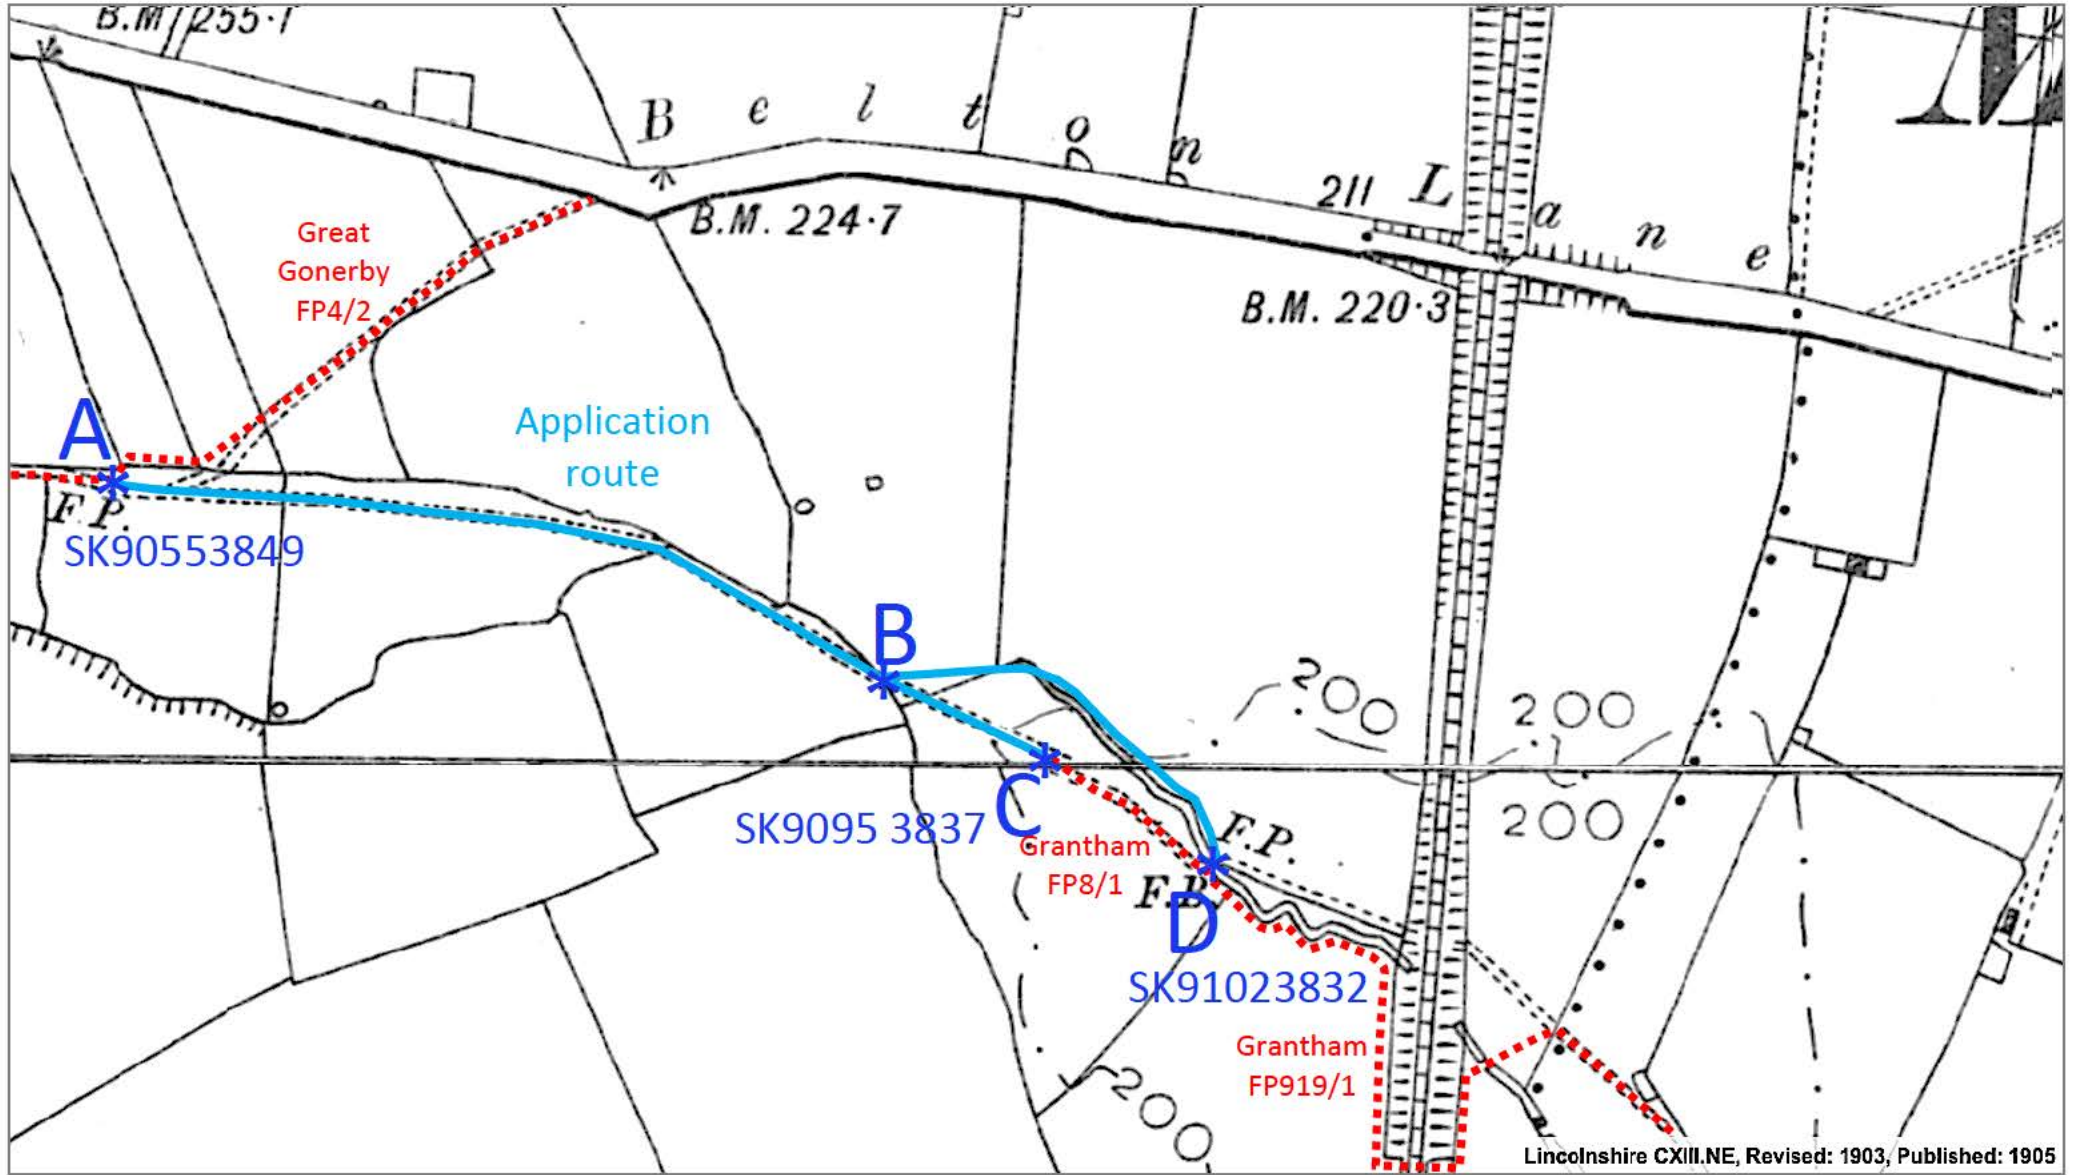 B.M 255·1
B e l t o n L a n e
211
B.M. 224·7
B.M. 220·3
Great
Gonerby
FP4/2
Application
route
A
F.P.
SK90553849
B
200
200
200
C
SK9095 3837
Grantham
FP8/1
F.P.
F.B.
D
SK91023832
Grantham
FP919/1
200
Lincolnshire CXIII.NE, Revised: 1903, Published: 1905